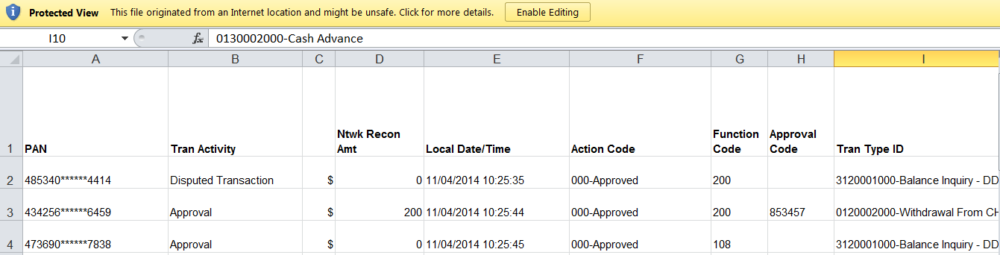 Protected View This file originated from an Internet location and might be unsafe. Click for more details. Enable Editing
I10 fx 0130002000-Cash Advance
A B C D E F G H I
1 PAN Tran Activity Ntwk Recon Amt Local Date/Time Action Code Function Code Approval Code Tran Type ID
2 485340******4414 Disputed Transaction $ 0 11/04/2014 10:25:35 000-Approved 200 3120001000-Balance Inquiry - DD
3 434256******6459 Approval $ 200 11/04/2014 10:25:44 000-Approved 200 853457 0120002000-Withdrawal From CH
4 473690******7838 Approval $ 0 11/04/2014 10:25:45 000-Approved 108 3120001000-Balance Inquiry - DD